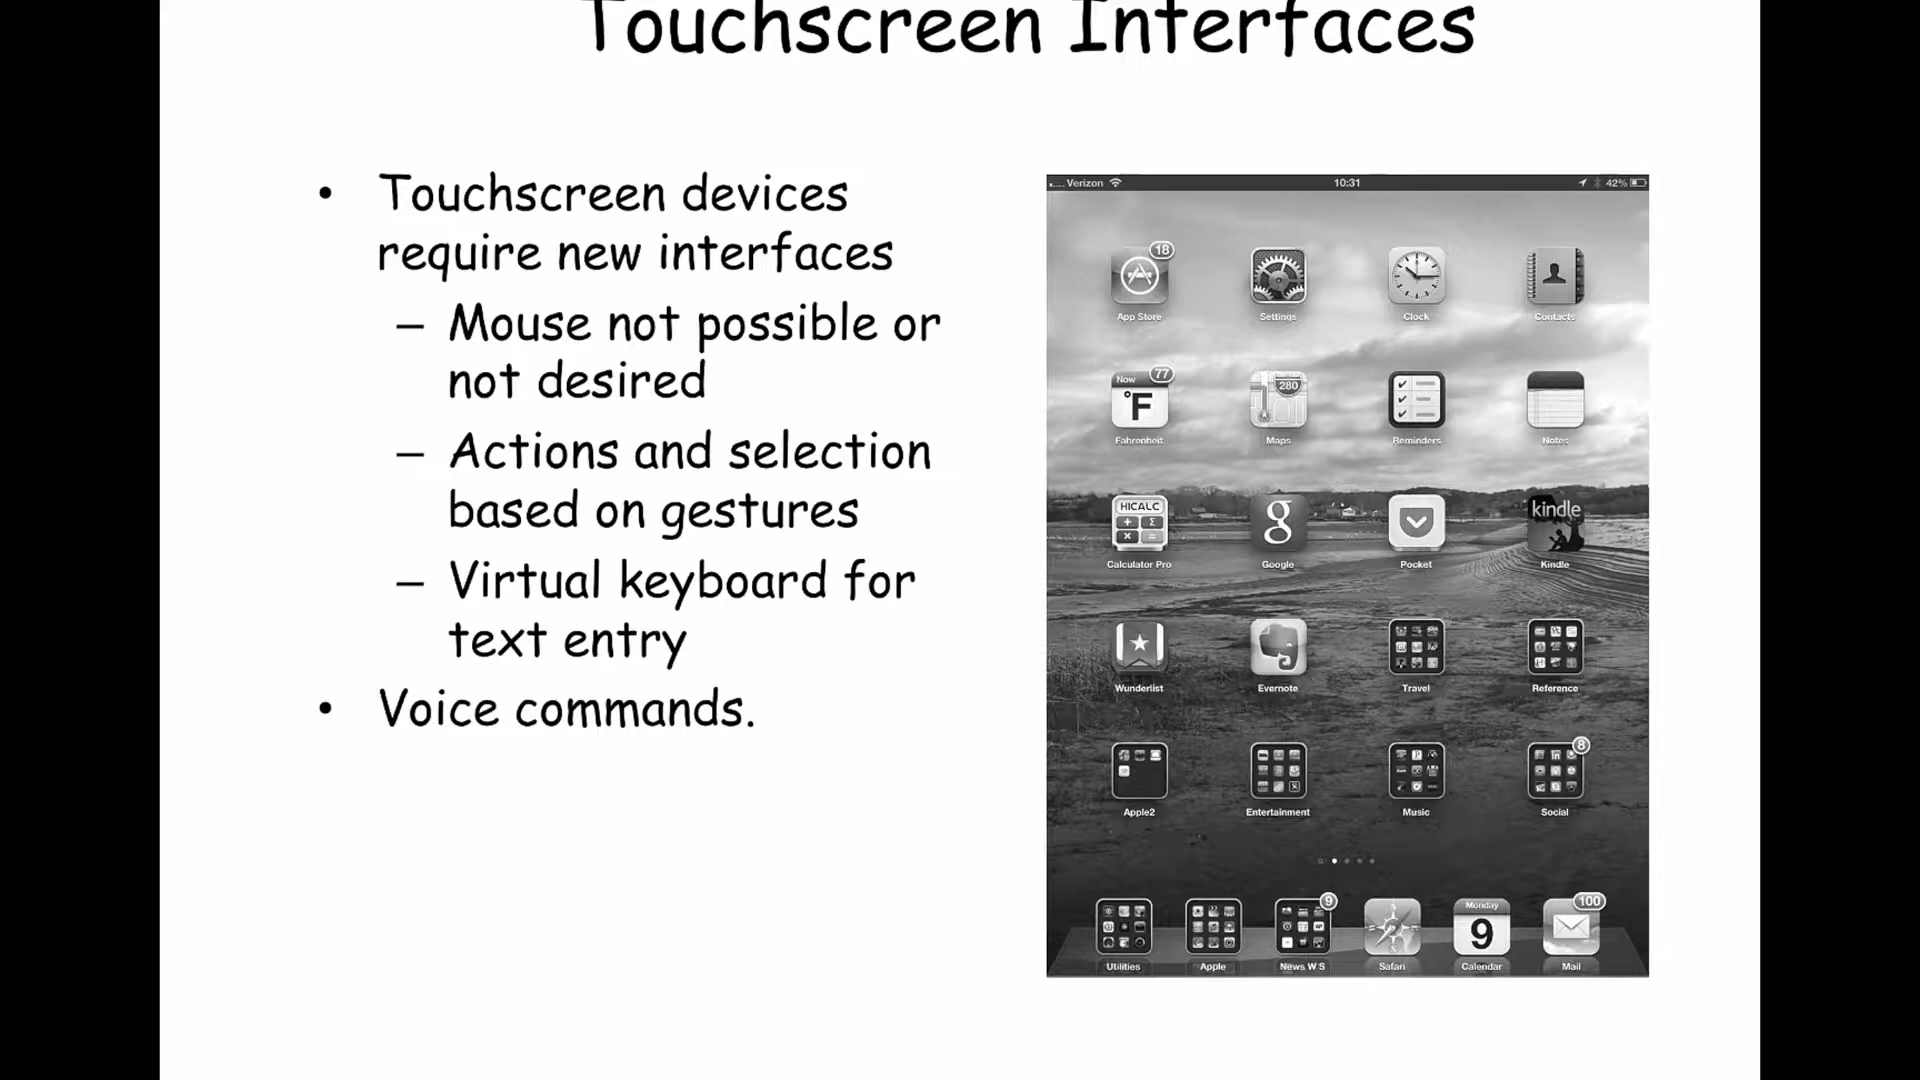 Touchscreen Interfaces
• Touchscreen devices
require new interfaces
– Mouse not possible or
not desired
– Actions and selection
based on gestures
– Virtual keyboard for
text entry
• Voice commands.
Verizon 10:31 42%
18
App Store Settings Clock Contacts
Now 77 280
°F
Fahrenheit Maps Reminders Notes
HICALC g kindle
+ Σ
× =
Calculator Pro Google Pocket Kindle
Wunderlist Evernote Travel Reference
8
Apple2 Entertainment Music Social
9 Monday 100
9
Utilities Apple News W S Safari Calendar Mail